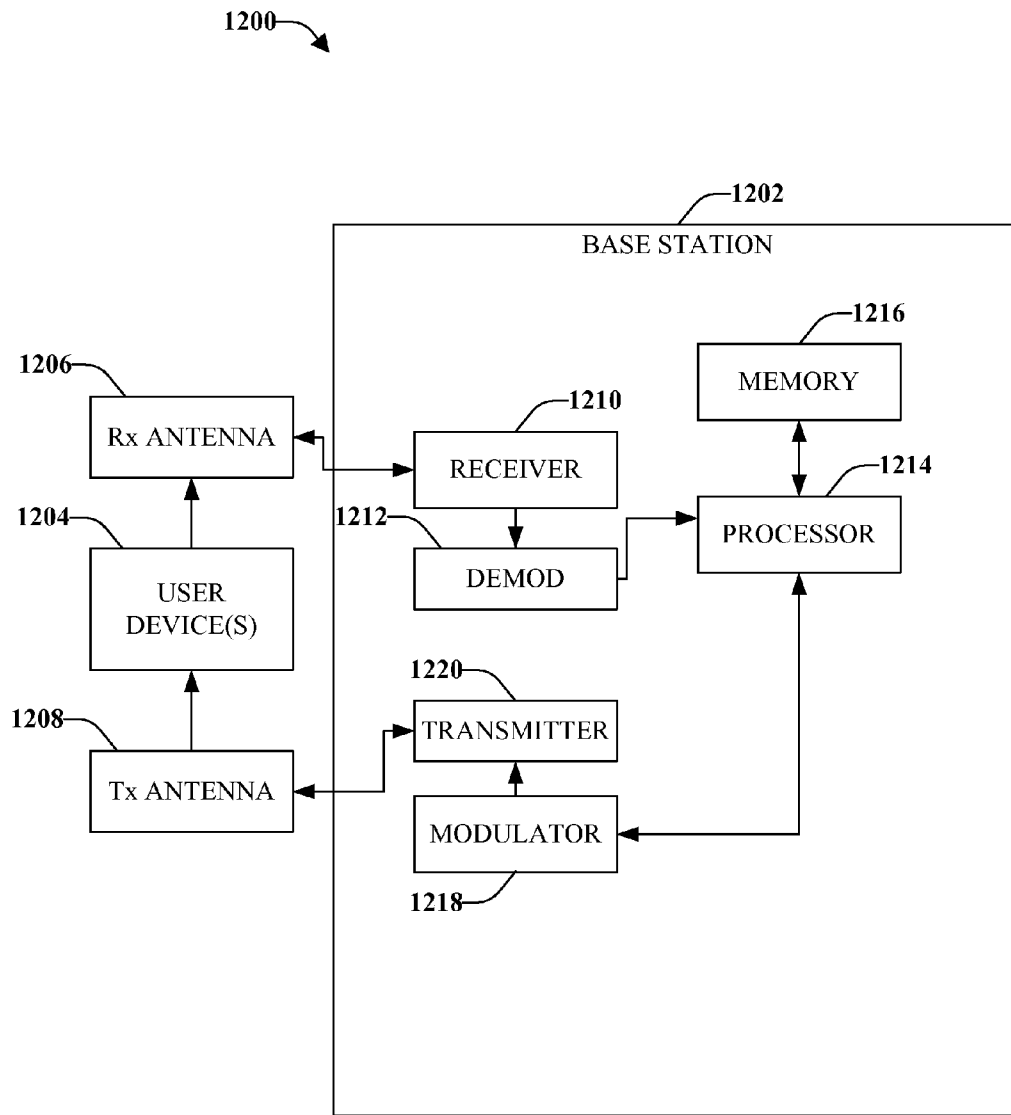 1200
1202
BASE STATION
1216
MEMORY
1206
Rx ANTENNA
1210
RECEIVER
1214
PROCESSOR
1204
USER
DEVICE(S)
1212
DEMOD
1220
TRANSMITTER
1208
Tx ANTENNA
MODULATOR
1218